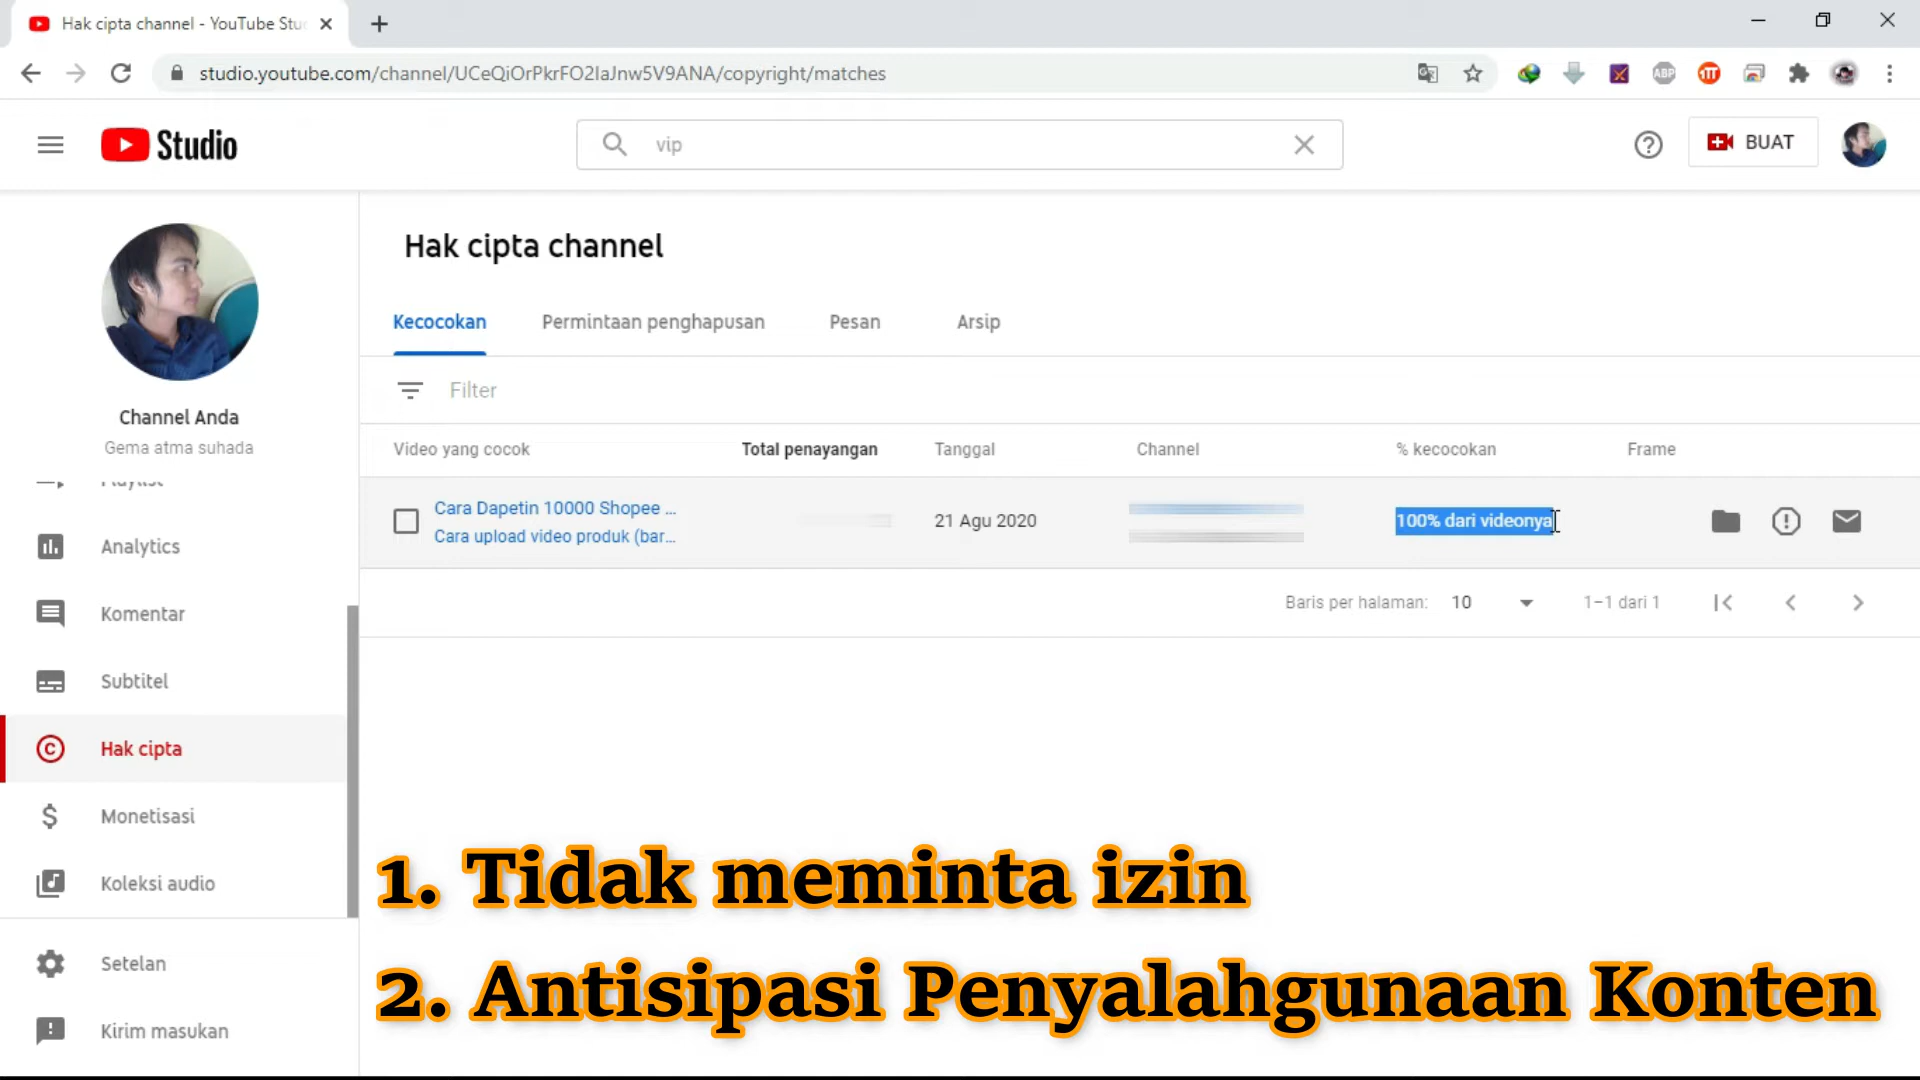 Hak cipta channel - YouTube Stu
studio.youtube.com/channel/UCeQiOrPkrFO2IaJnw5V9ANA/copyright/matches
ABP
Studio
vip
BUAT
Channel Anda
Gema atma suhada
Playlist
Analytics
Komentar
Subtitel
Hak cipta
Monetisasi
Koleksi audio
Setelan
Kirim masukan
Hak cipta channel
Kecocokan
Permintaan penghapusan
Pesan
Arsip
Filter
Video yang cocok
Total penayangan
Tanggal
Channel
% kecocokan
Frame
Cara Dapetin 10000 Shopee ...
Cara upload video produk (bar...
21 Agu 2020
100% dari videonya
Baris per halaman: 10
1–1 dari 1
1. Tidak meminta izin
2. Antisipasi Penyalahgunaan Konten